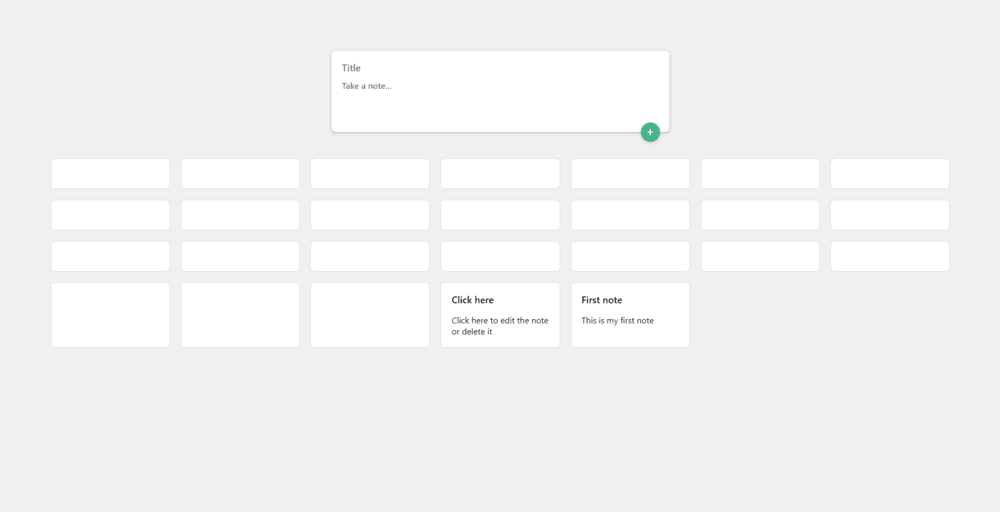 Title
Take a note...
+
Click here
Click here to edit the note
or delete it
First note
This is my first note